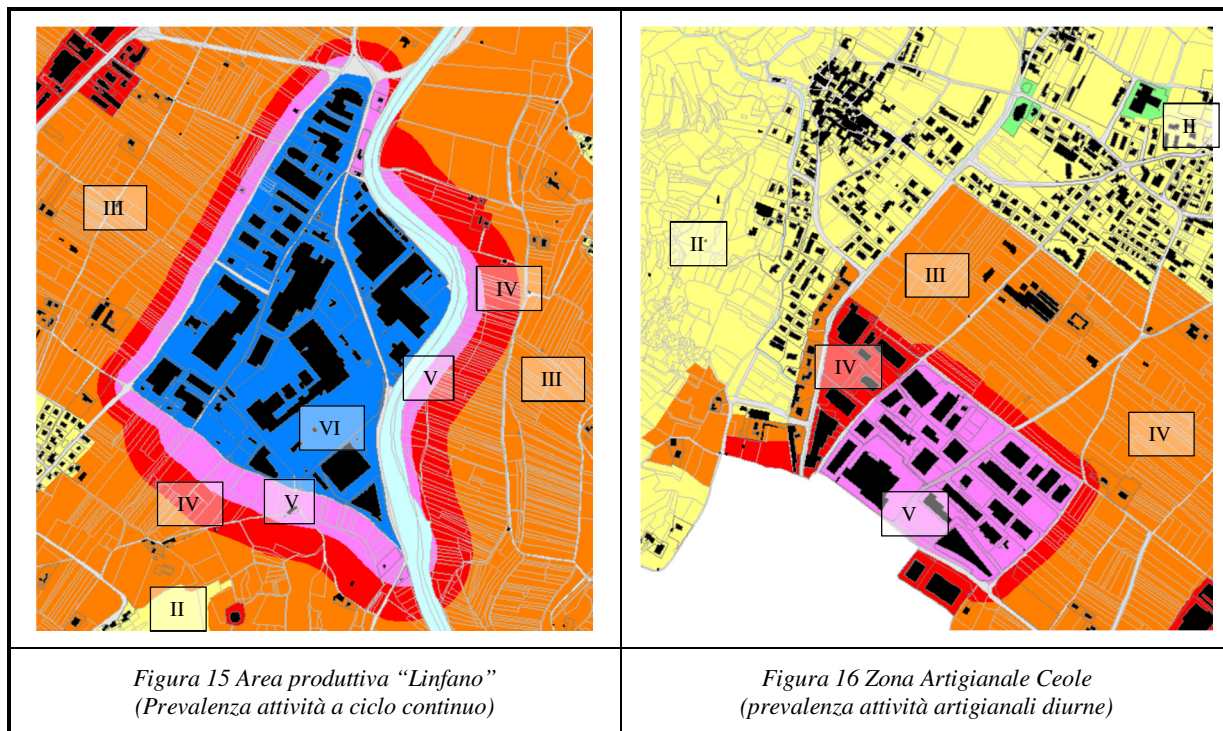 III
IV
V
III
VI
IV
V
II
II
II
III
IV
IV
V
Figura 15 Area produttiva “Linfano”
(Prevalenza attività a ciclo continuo)
Figura 16 Zona Artigianale Ceole
(prevalenza attività artigianali diurne)